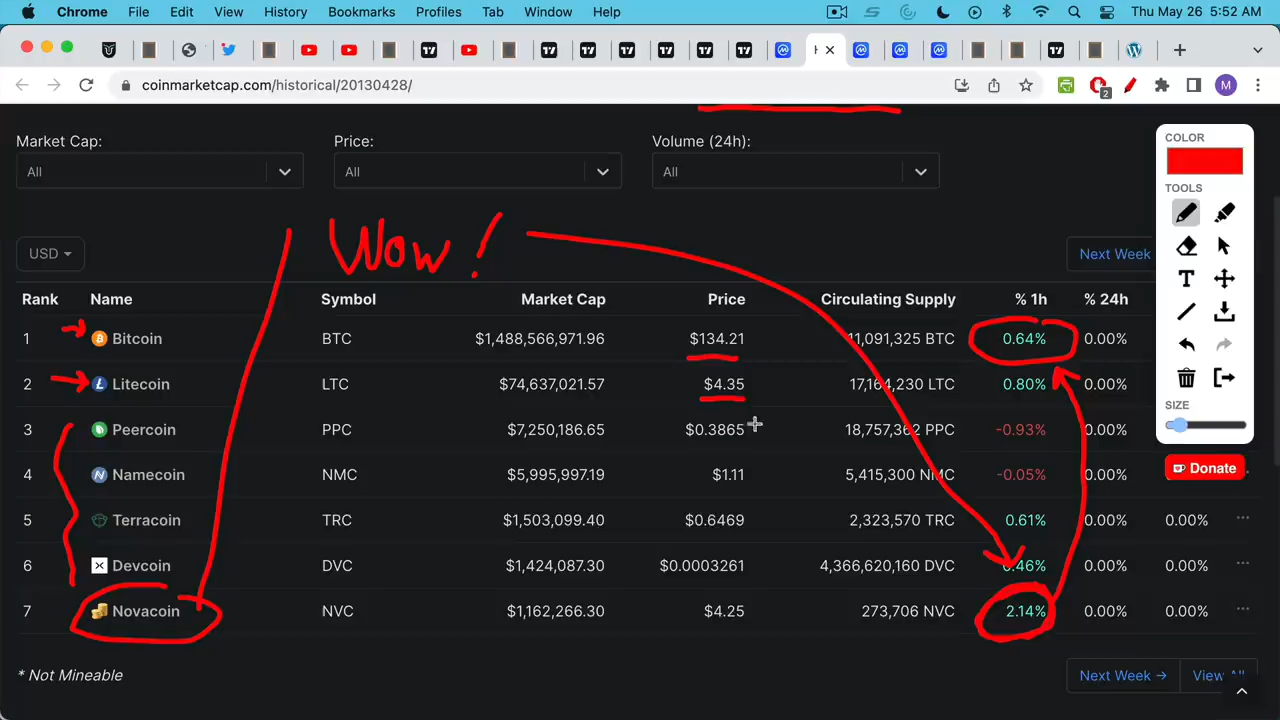 Chrome File Edit View History Bookmarks Profiles Tab Window Help Thu May 26 5:52 AM
coinmarketcap.com/historical/20130428/ 2 M
Market Cap: Price: Volume (24h):
All All All
COLOR
TOOLS
T
SIZE
Donate
Wow!
USD Next Week
Rank Name Symbol Market Cap Price Circulating Supply % 1h % 24h
1 Bitcoin BTC $1,488,566,971.96 $134.21 11,091,325 BTC 0.64% 0.00%
2 Litecoin LTC $74,637,021.57 $4.35 17,164,230 LTC 0.80% 0.00%
3 Peercoin PPC $7,250,186.65 $0.3865 18,757,362 PPC -0.93% 0.00%
4 Namecoin NMC $5,995,997.19 $1.11 5,415,300 NMC -0.05% 0.00%
5 Terracoin TRC $1,503,099.40 $0.6469 2,323,570 TRC 0.61% 0.00% 0.00% ...
6 Devcoin DVC $1,424,087.30 $0.0003261 4,366,620,160 DVC 0.46% 0.00% 0.00% ...
7 Novacoin NVC $1,162,266.30 $4.25 273,706 NVC 2.14% 0.00% 0.00% ...
* Not Mineable Next Week → View All